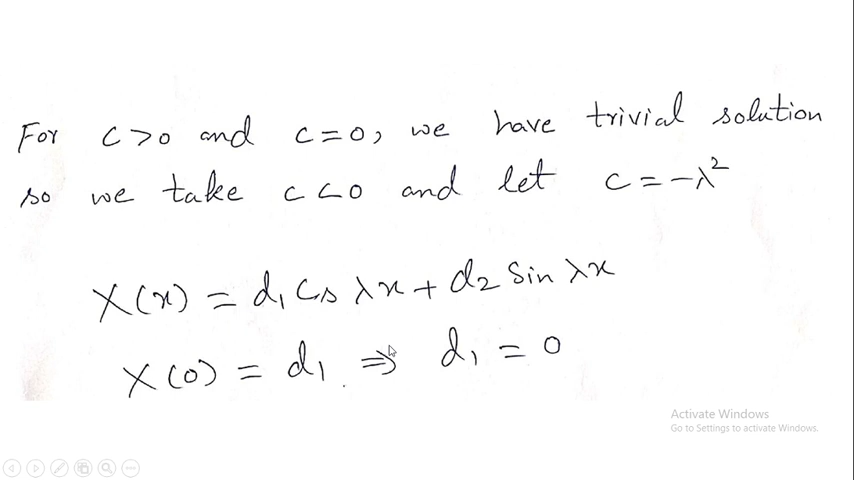 For c>0 and c=0, we have trivial solution
so we take c<0 and let c=-λ²
X(x) = d₁ Cs λx + d₂ Sin λx
X(0) = d₁ . ⇒ d₁ = 0
Activate Windows
Go to Settings to activate Windows.